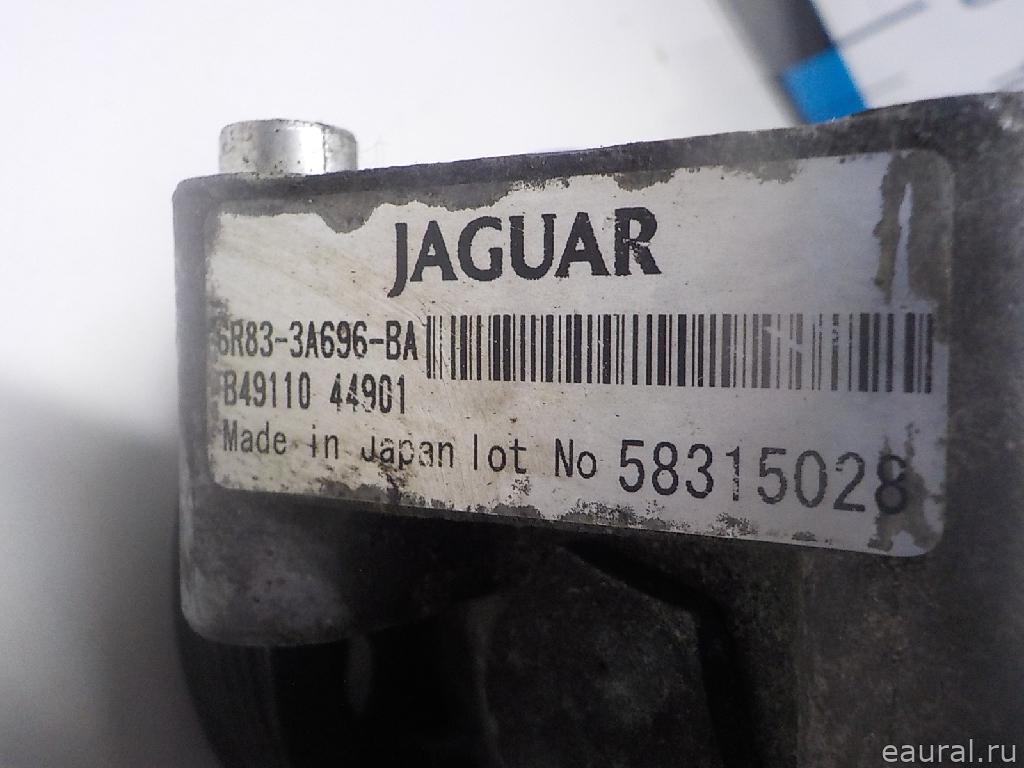 JAGUAR
6R83-3A696-BA
B49110 44901
Made in Japan lot No 58315028
eaural.ru